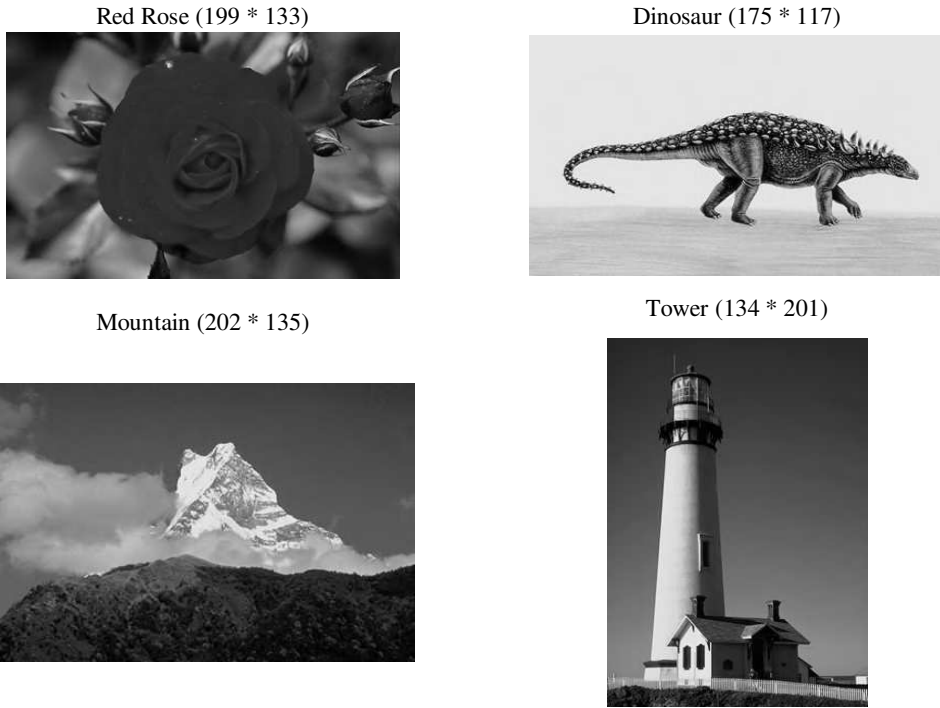 Red Rose (199 * 133)
Dinosaur (175 * 117)
Mountain (202 * 135)
Tower (134 * 201)